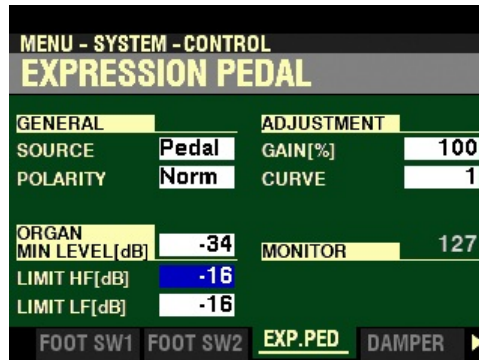 MENU - SYSTEM - CONTROL
EXPRESSION PEDAL
GENERAL
SOURCE Pedal
POLARITY Norm
ADJUSTMENT
GAIN[%] 100
CURVE 1
ORGAN
MIN LEVEL[dB] -34
LIMIT HF[dB] -16
LIMIT LF[dB] -16
MONITOR 127
FOOT SW1 FOOT SW2 EXP.PED DAMPER